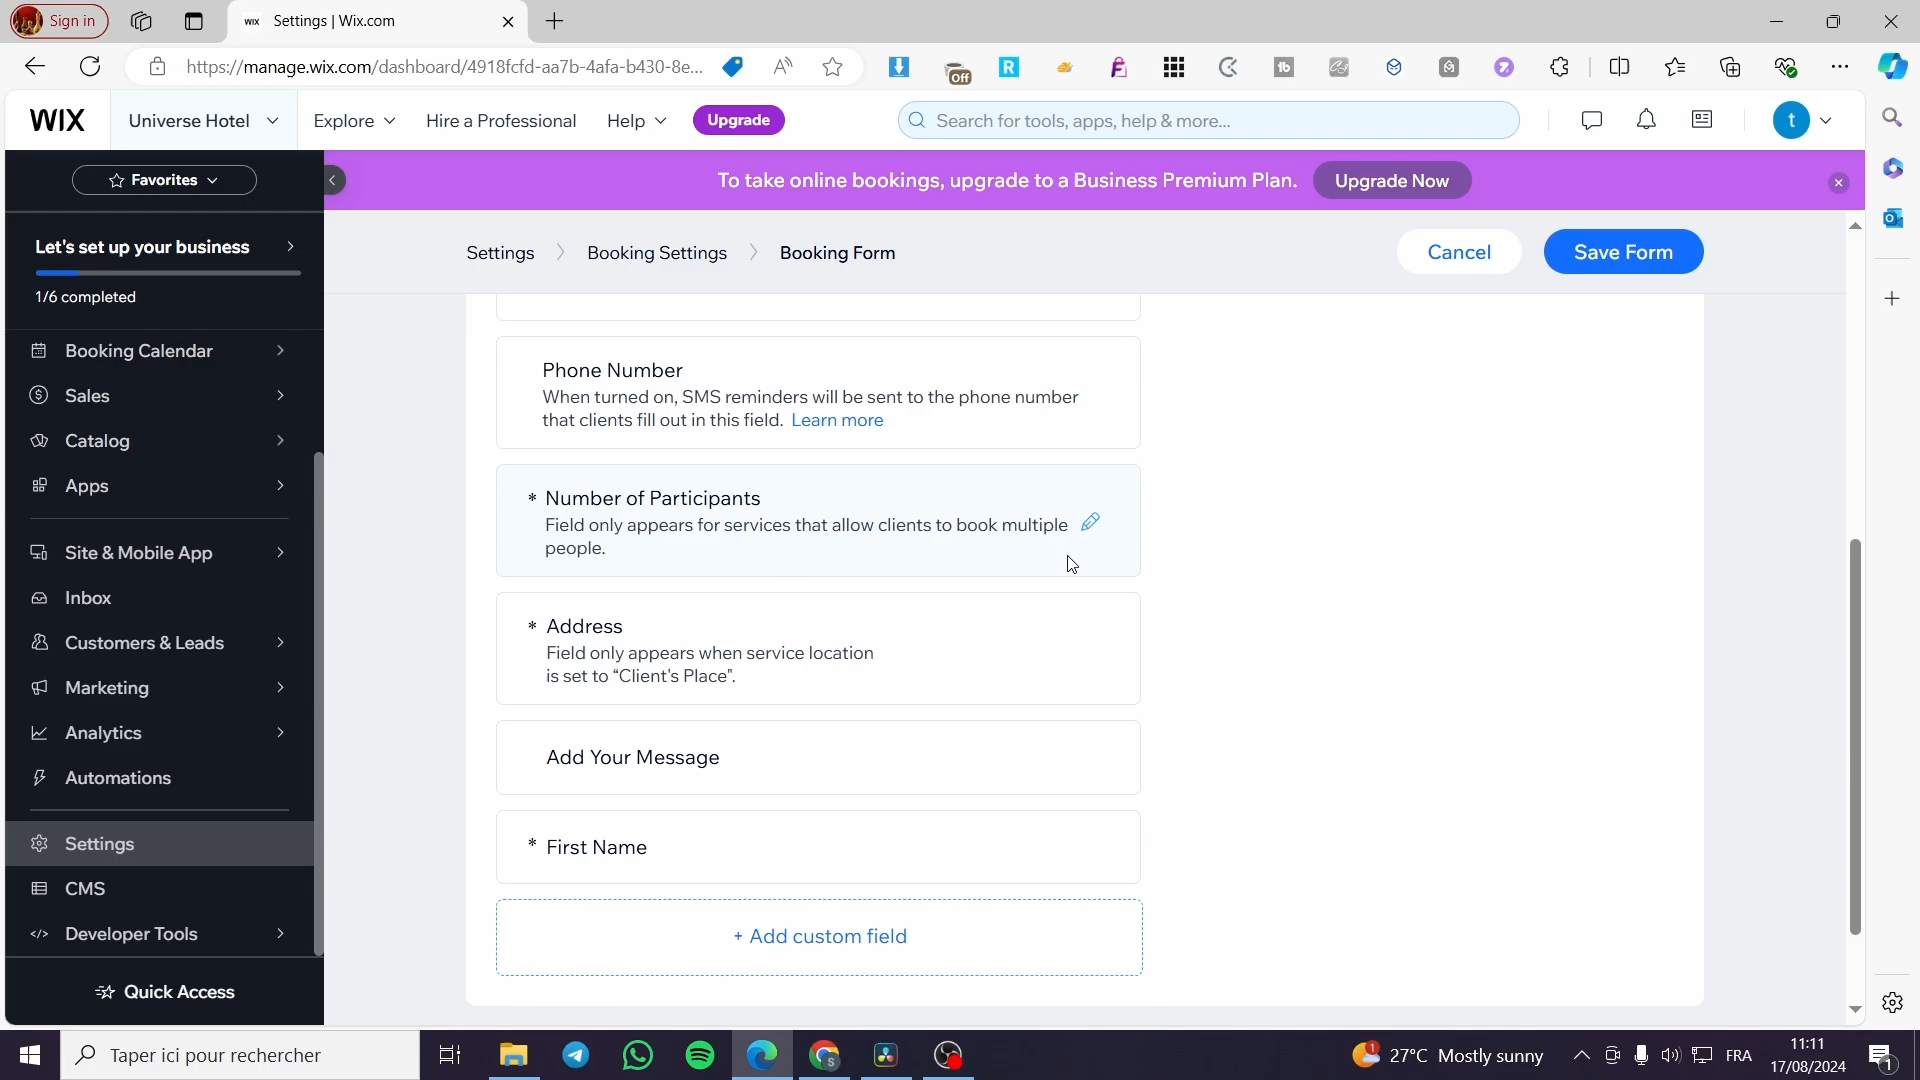 Sign in
WIX Settings | Wix.com
https://manage.wix.com/dashboard/4918fcfd-aa7b-4afa-b430-8e...
Off
WIX
Universe Hotel
Explore
Hire a Professional
Help
Upgrade
Search for tools, apps, help & more...
t
Favorites
To take online bookings, upgrade to a Business Premium Plan.
Upgrade Now
Let's set up your business
1/6 completed
Settings
Booking Settings
Booking Form
Cancel
Save Form
Booking Calendar
Sales
Catalog
Apps
Site & Mobile App
Inbox
Customers & Leads
Marketing
Analytics
Automations
Settings
CMS
Developer Tools
Quick Access
Phone Number
When turned on, SMS reminders will be sent to the phone number
that clients fill out in this field. Learn more
* Number of Participants
Field only appears for services that allow clients to book multiple
people.
* Address
Field only appears when service location
is set to “Client's Place”.
Add Your Message
* First Name
+ Add custom field
Taper ici pour rechercher
1
27°C Mostly sunny
FRA
11:11
17/08/2024
1